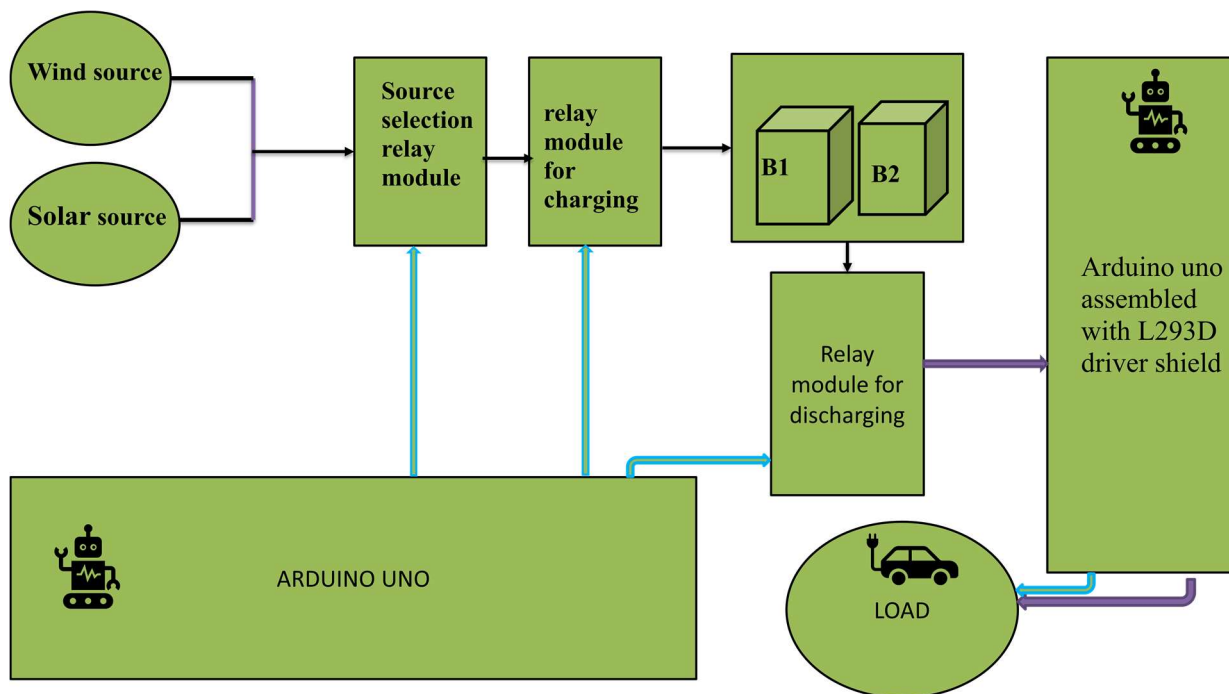 Wind source
Solar source
Source
selection
relay
module
relay
module
for
charging
B1
B2
Relay
module for
discharging
Arduino uno
assembled
with L293D
driver shield
ARDUINO UNO
LOAD